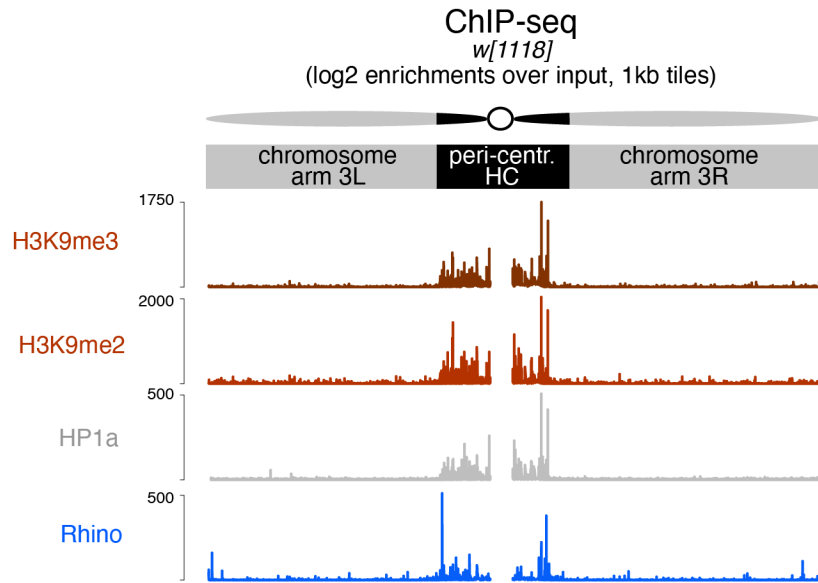 ChIP-seq
w[1118]
(log2 enrichments over input, 1kb tiles)
chromosome
arm 3L
peri-centr.
HC
chromosome
arm 3R
1750
H3K9me3
2000
H3K9me2
500
HP1a
500
Rhino